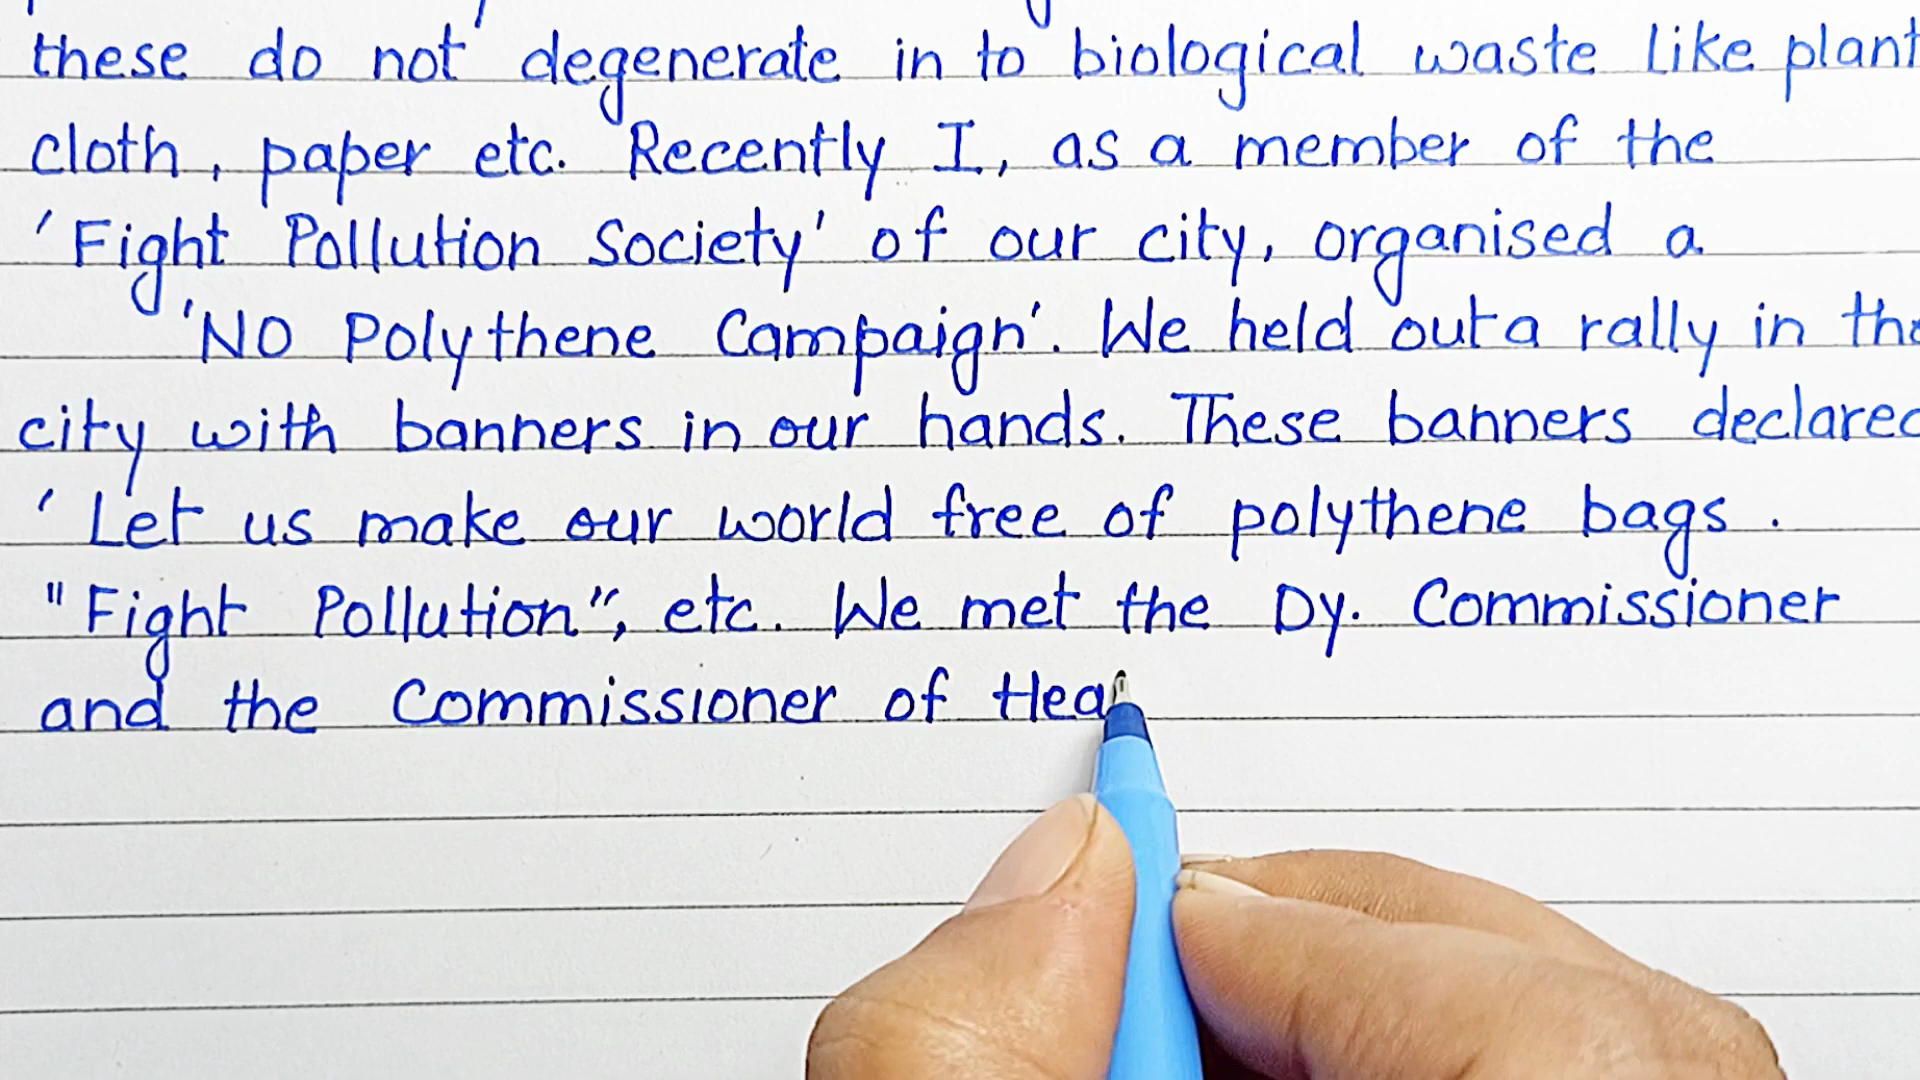 these do not degenerate in to biological waste like plant
cloth, paper etc. Recently I, as a member of the
'Fight Pollution Society' of our city, organised a
'NO Polythene Campaign'. We held out a rally in the
city with banners in our hands. These banners declared
'Let us make our world free of polythene bags.
"Fight Pollution", etc. We met the Dy. Commissioner
and the Commissioner of Hea